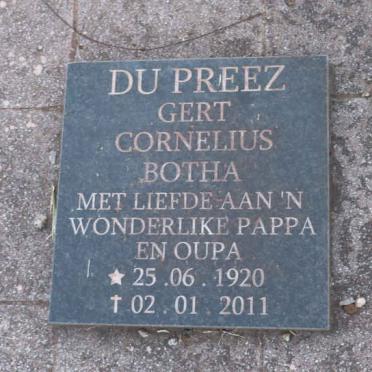 DU PREEZ
GERT
CORNELIUS
BOTHA
MET LIEFDE AAN 'N
WONDERLIKE PAPPA
EN OUPA
★ 25.06.1920
✝ 02.01.2011